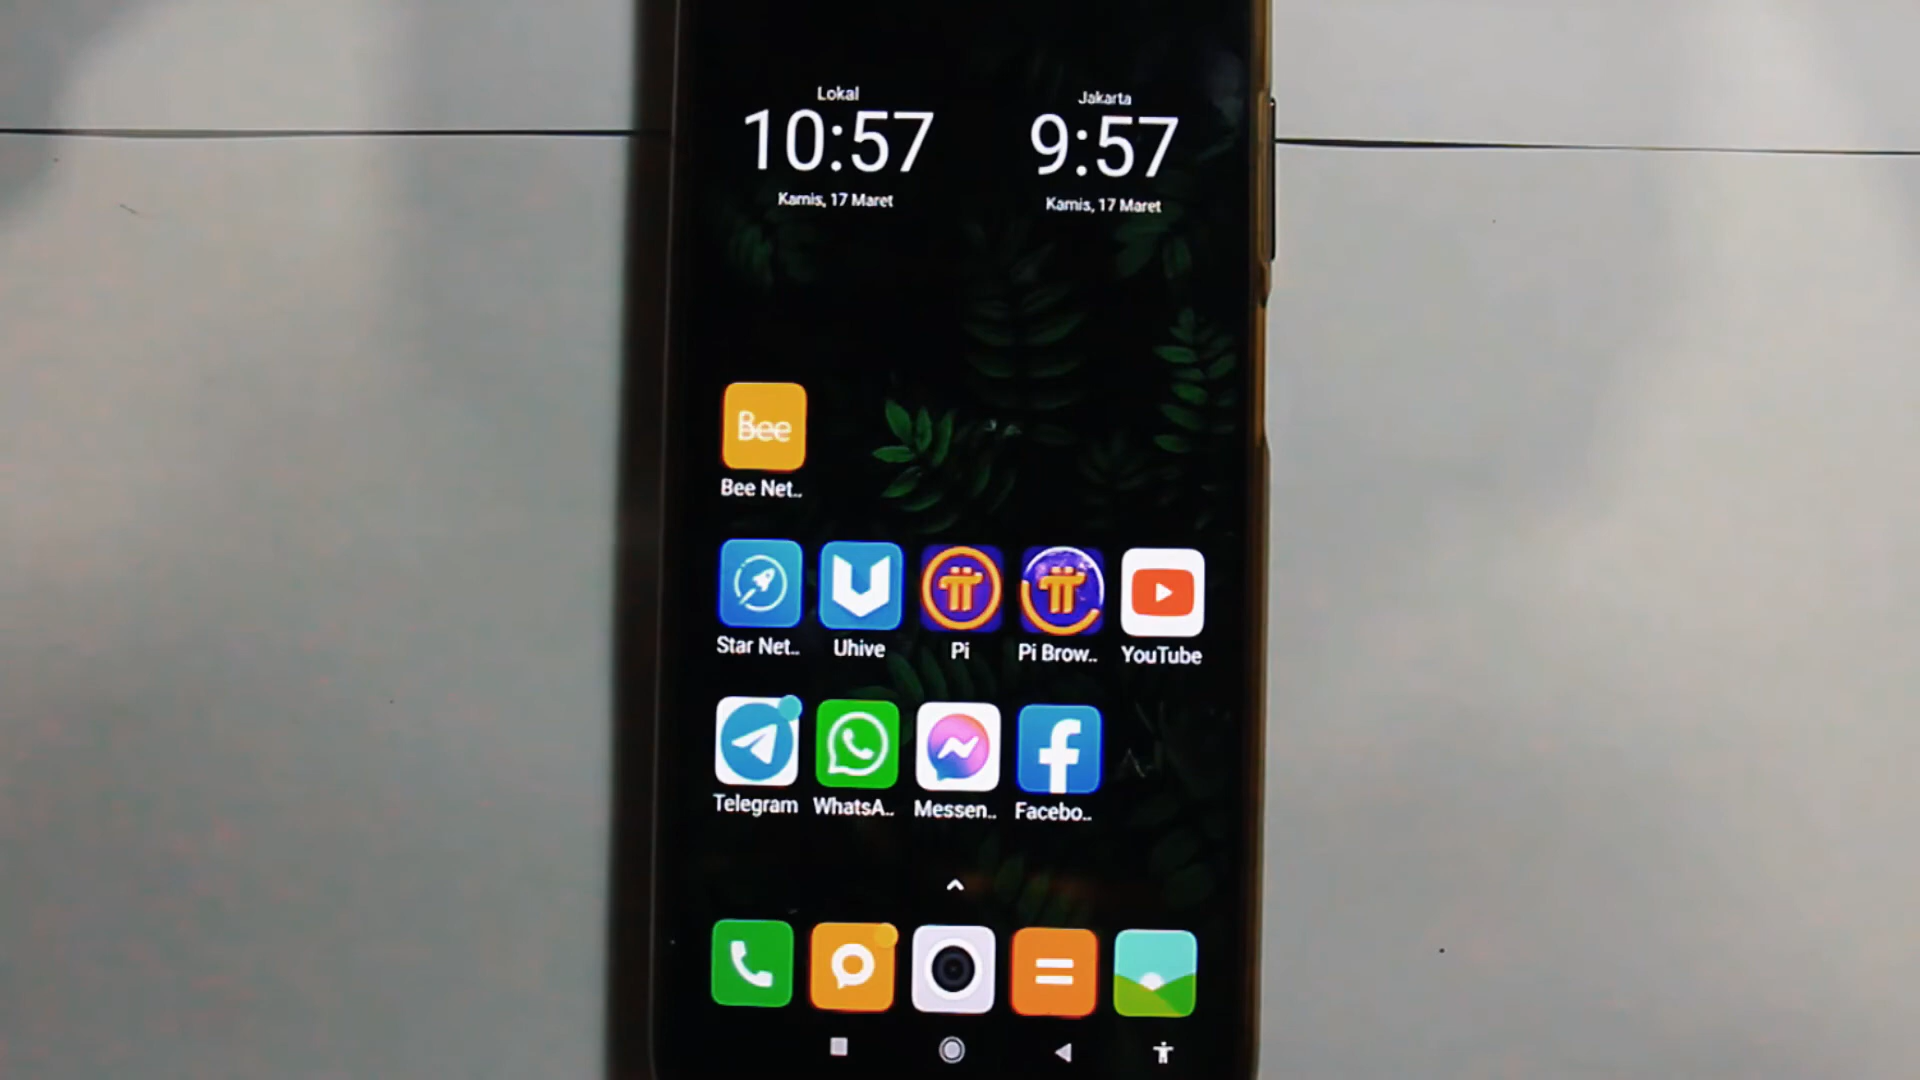 Lokal
10:57
Kamis, 17 Maret
Jakarta
9:57
Kamis, 17 Maret
Bee
Bee Net..
Star Net..
Uhive
Pi
Pi Brow..
YouTube
Telegram
WhatsA..
Messen..
Facebo..